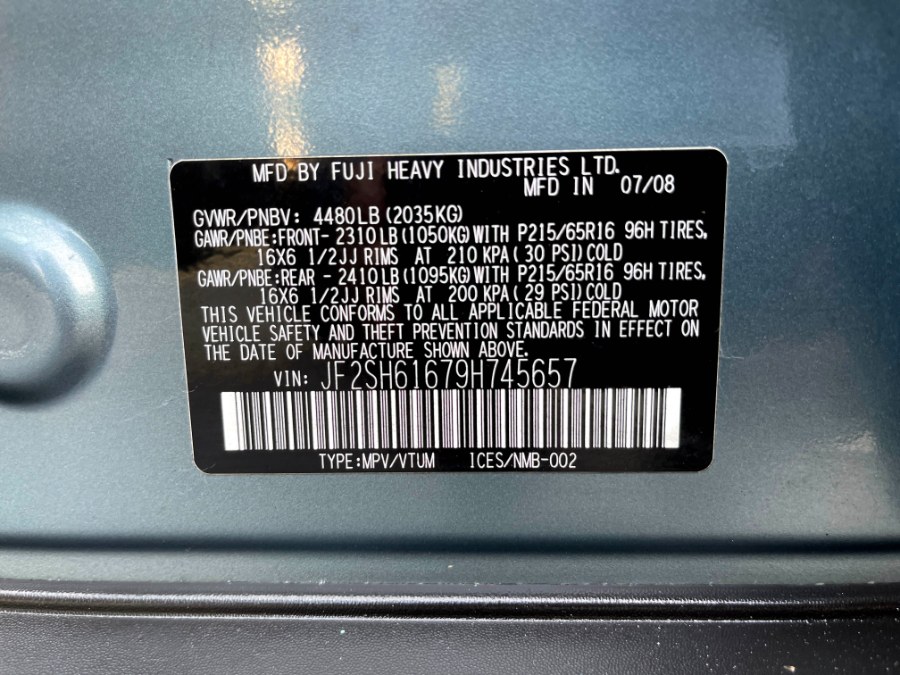 MFD BY FUJI HEAVY INDUSTRIES LTD.
MFD IN 07/08
GVWR/PNBV: 4480LB (2035KG)
GAWR/PNBE:FRONT- 2310LB(1050KG)WITH P215/65R16 96H TIRES,
16X6 1/2JJ RIMS AT 210 KPA( 30 PSI)COLD
GAWR/PNBE:REAR - 2410LB(1095KG)WITH P215/65R16 96H TIRES,
16X6 1/2JJ RIMS AT 200 KPA( 29 PSI)COLD
THIS VEHICLE CONFORMS TO ALL APPLICABLE FEDERAL MOTOR
VEHICLE SAFETY AND THEFT PREVENTION STANDARDS IN EFFECT ON
THE DATE OF MANUFACTURE SHOWN ABOVE.
VIN: JF2SH61679H745657
TYPE:MPV/VTUM ICES/NMB-002